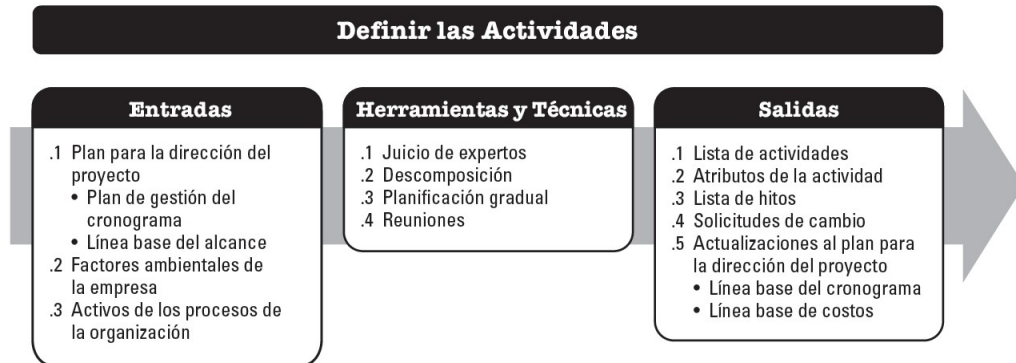 Definir las Actividades
Entradas
.1 Plan para la dirección del
proyecto
• Plan de gestión del
cronograma
• Línea base del alcance
.2 Factores ambientales de
la empresa
.3 Activos de los procesos de
la organización
Herramientas y Técnicas
.1 Juicio de expertos
.2 Descomposición
.3 Planificación gradual
.4 Reuniones
Salidas
.1 Lista de actividades
.2 Atributos de la actividad
.3 Lista de hitos
.4 Solicitudes de cambio
.5 Actualizaciones al plan para
la dirección del proyecto
• Línea base del cronograma
• Línea base de costos